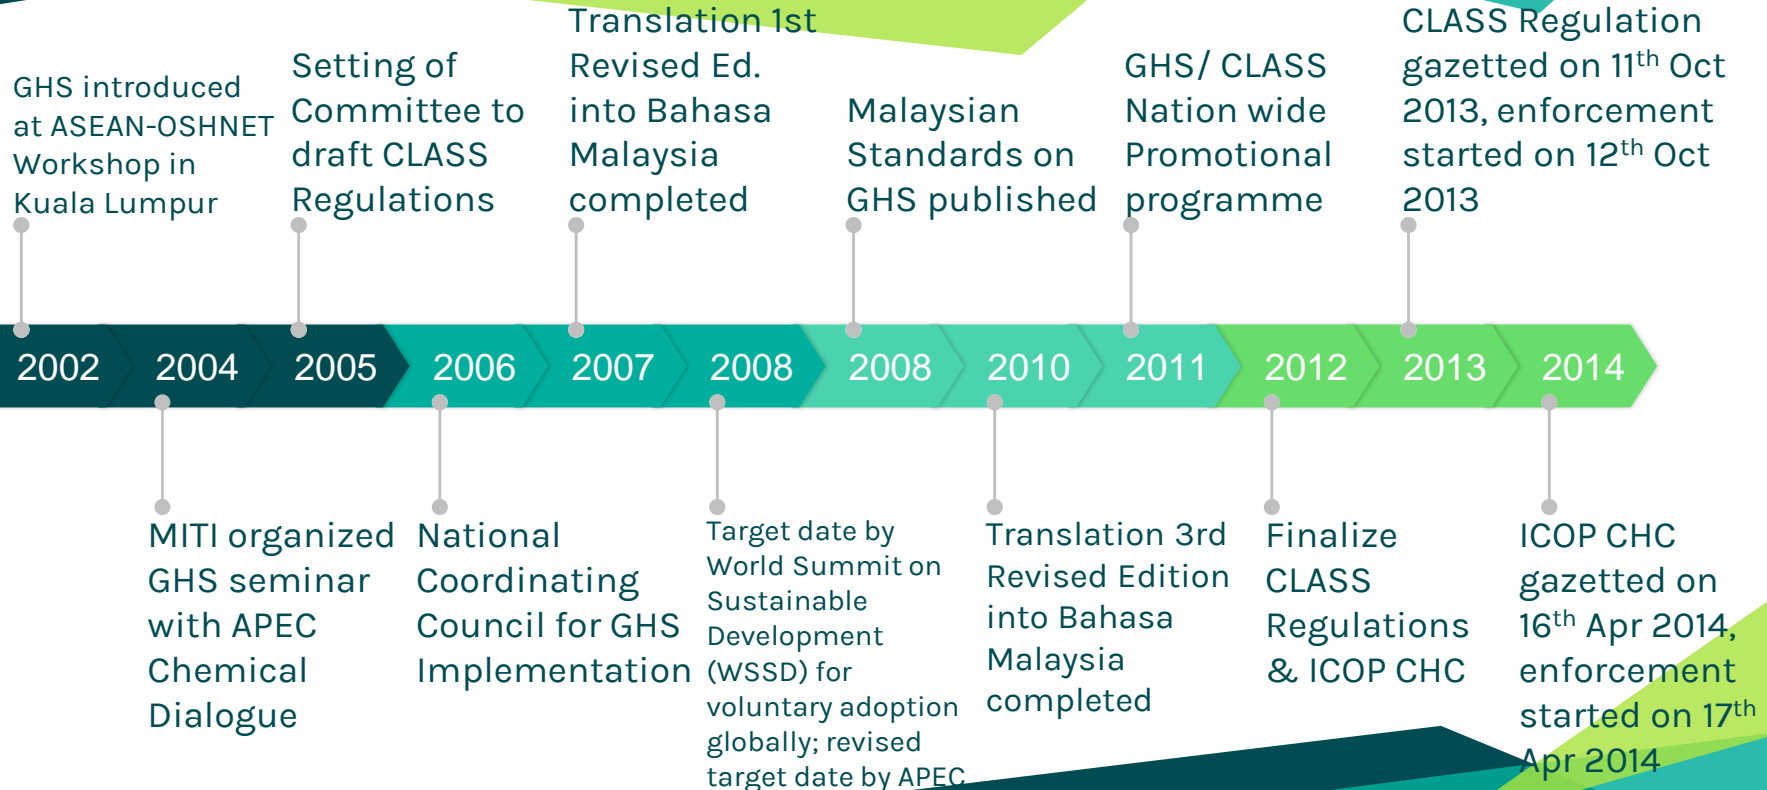 GHS introduced
at ASEAN-OSHNET
Workshop in
Kuala Lumpur
Setting of
Committee to
draft CLASS
Regulations
Translation 1st
Revised Ed.
into Bahasa
Malaysia
completed
Malaysian
Standards on
GHS published
GHS/ CLASS
Nation wide
Promotional
programme
CLASS Regulation
gazetted on 11th Oct
2013, enforcement
started on 12th Oct
2013
2002 2004 2005 2006 2007 2008 2008 2010 2011 2012 2013 2014
MITI organized
GHS seminar
with APEC
Chemical
Dialogue
National
Coordinating
Council for GHS
Implementation
Target date by
World Summit on
Sustainable
Development
(WSSD) for
voluntary adoption
globally; revised
target date by APEC
Translation 3rd
Revised Edition
into Bahasa
Malaysia
completed
Finalize
CLASS
Regulations
& ICOP CHC
ICOP CHC
gazetted on
16th Apr 2014,
enforcement
started on 17th
Apr 2014